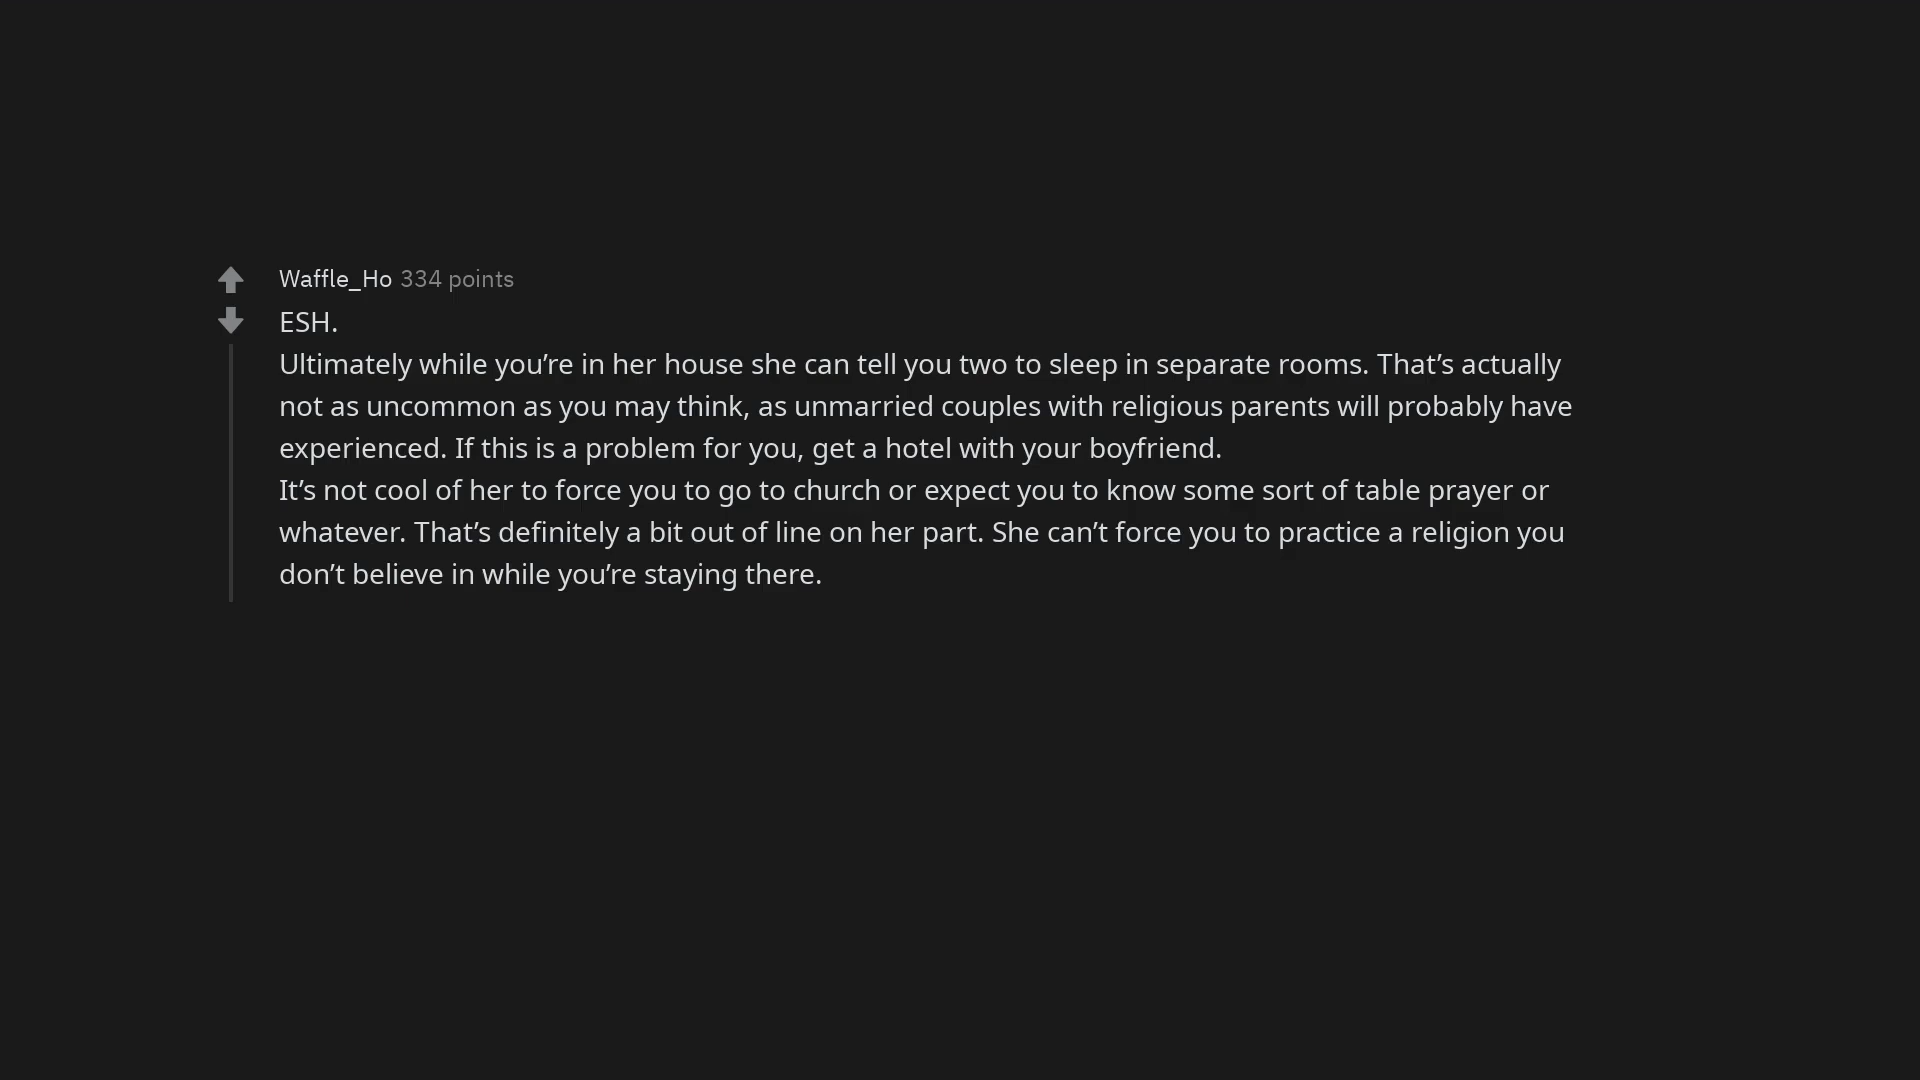 Waffle_Ho 334 points
ESH.
Ultimately while you’re in her house she can tell you two to sleep in separate rooms. That’s actually
not as uncommon as you may think, as unmarried couples with religious parents will probably have
experienced. If this is a problem for you, get a hotel with your boyfriend.
It’s not cool of her to force you to go to church or expect you to know some sort of table prayer or
whatever. That’s definitely a bit out of line on her part. She can’t force you to practice a religion you
don’t believe in while you’re staying there.